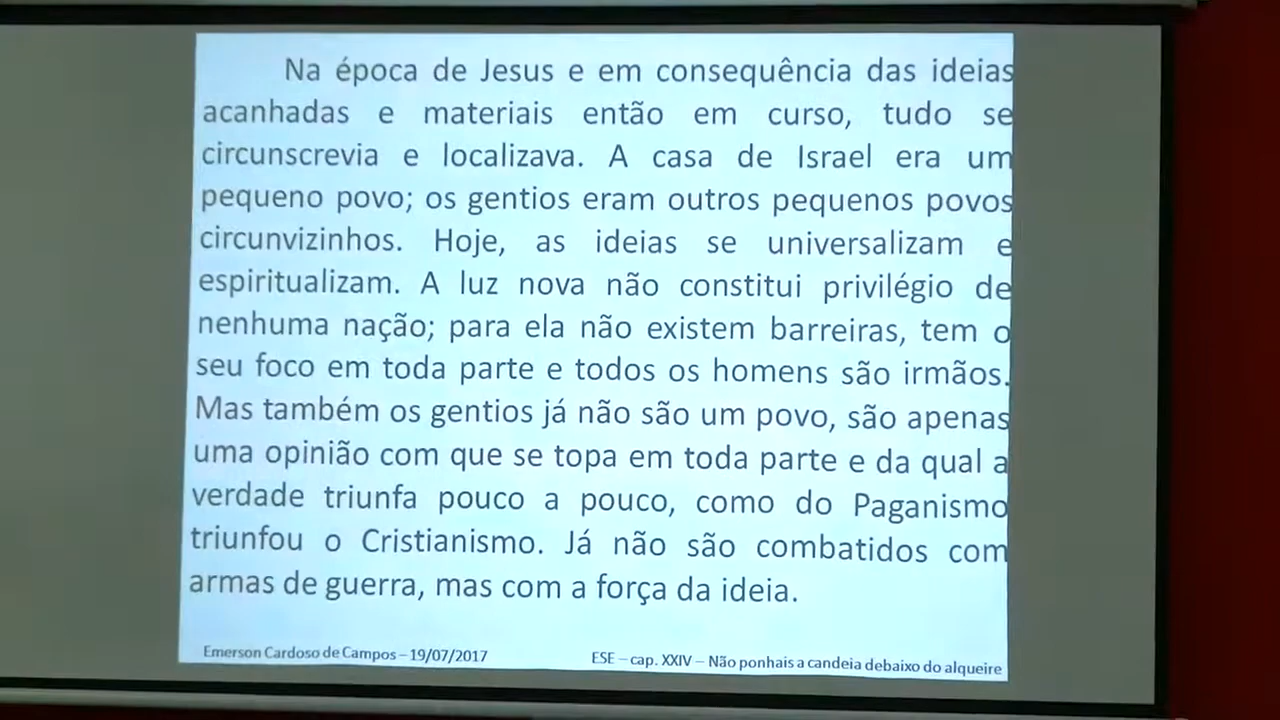 Na época de Jesus e em consequência das ideias
acanhadas e materiais então em curso, tudo se
circunscrevia e localizava. A casa de Israel era um
pequeno povo; os gentios eram outros pequenos povos
circunvizinhos. Hoje, as ideias se universalizam e
espiritualizam. A luz nova não constitui privilégio de
nenhuma nação; para ela não existem barreiras, tem o
seu foco em toda parte e todos os homens são irmãos.
Mas também os gentios já não são um povo, são apenas
uma opinião com que se topa em toda parte e da qual a
verdade triunfa pouco a pouco, como do Paganismo
triunfou o Cristianismo. Já não são combatidos com
armas de guerra, mas com a força da ideia.
Emerson Cardoso de Campos – 19/07/2017
ESE – cap. XXIV – Não ponhais a candeia debaixo do alqueire